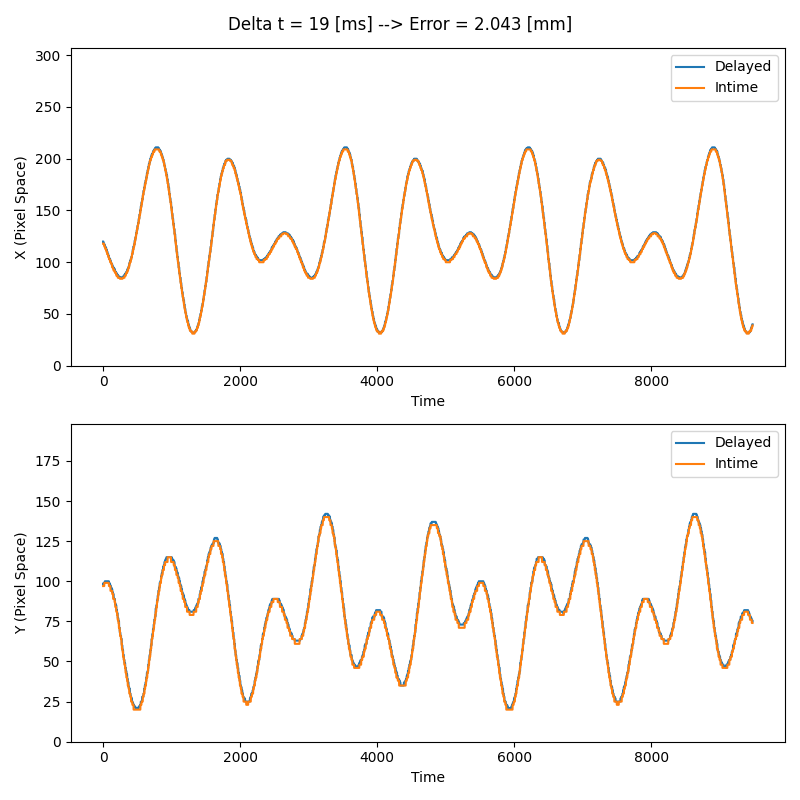 Delta t = 19 [ms] --> Error = 2.043 [mm]
300
250
200
150
100
50
0
X (Pixel Space)
Delayed
Intime
0 2000 4000 6000 8000
Time
175
150
125
100
75
50
25
0
Y (Pixel Space)
Delayed
Intime
0 2000 4000 6000 8000
Time